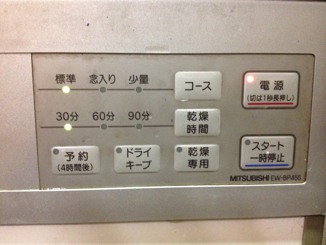 標準 念入り 少量
コース
電源
(切は1秒長押し)
30分 60分 90分
乾燥
時間
予約
(4時間後)
ドライ
キープ
乾燥
専用
スタート
一時停止
MITSUBISHI EW-BP45S